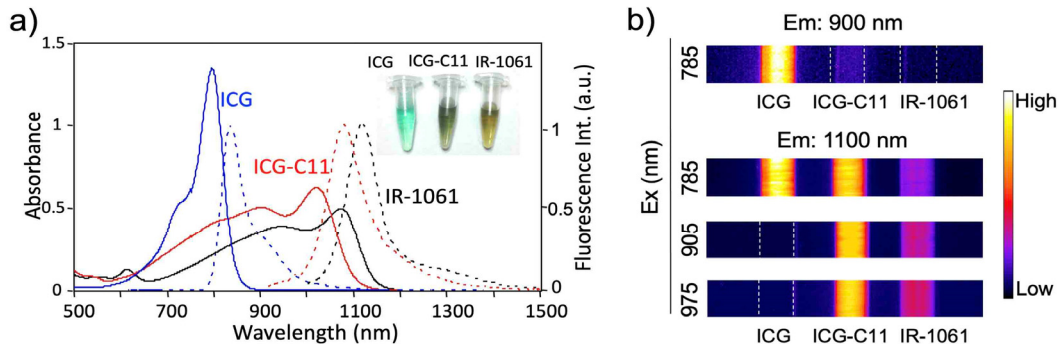 a)
1.5
1
0.5
0
Absorbance
500
700
900
1100
1300
1500
Wavelength (nm)
1
0.5
0
Fluorescence Int. (a.u.)
ICG
ICG-C11
IR-1061
ICG ICG-C11 IR-1061
b)
Em: 900 nm
785
ICG ICG-C11 IR-1061
Em: 1100 nm
Ex (nm)
785
905
975
ICG ICG-C11 IR-1061
High
Low